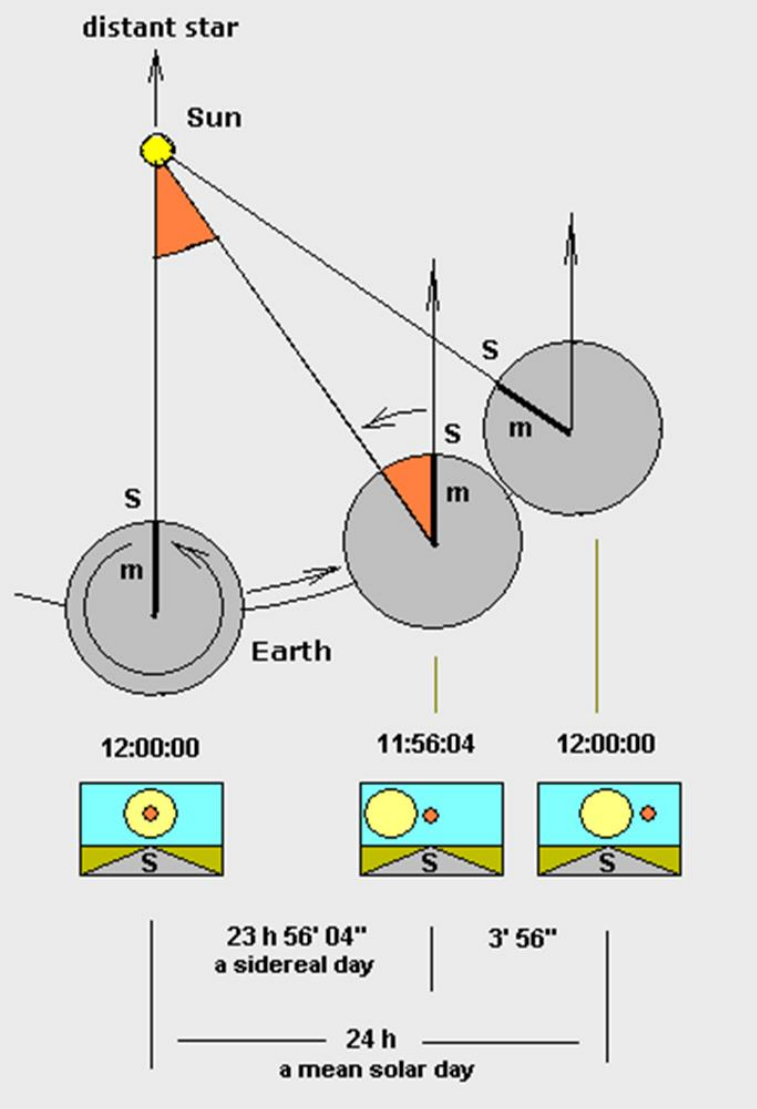 distant star
Sun
S
S
m
S
m
S
m
Earth
12:00:00
11:56:04
12:00:00
S
S
S
23 h 56' 04"
3' 56"
a sidereal day
24 h
a mean solar day